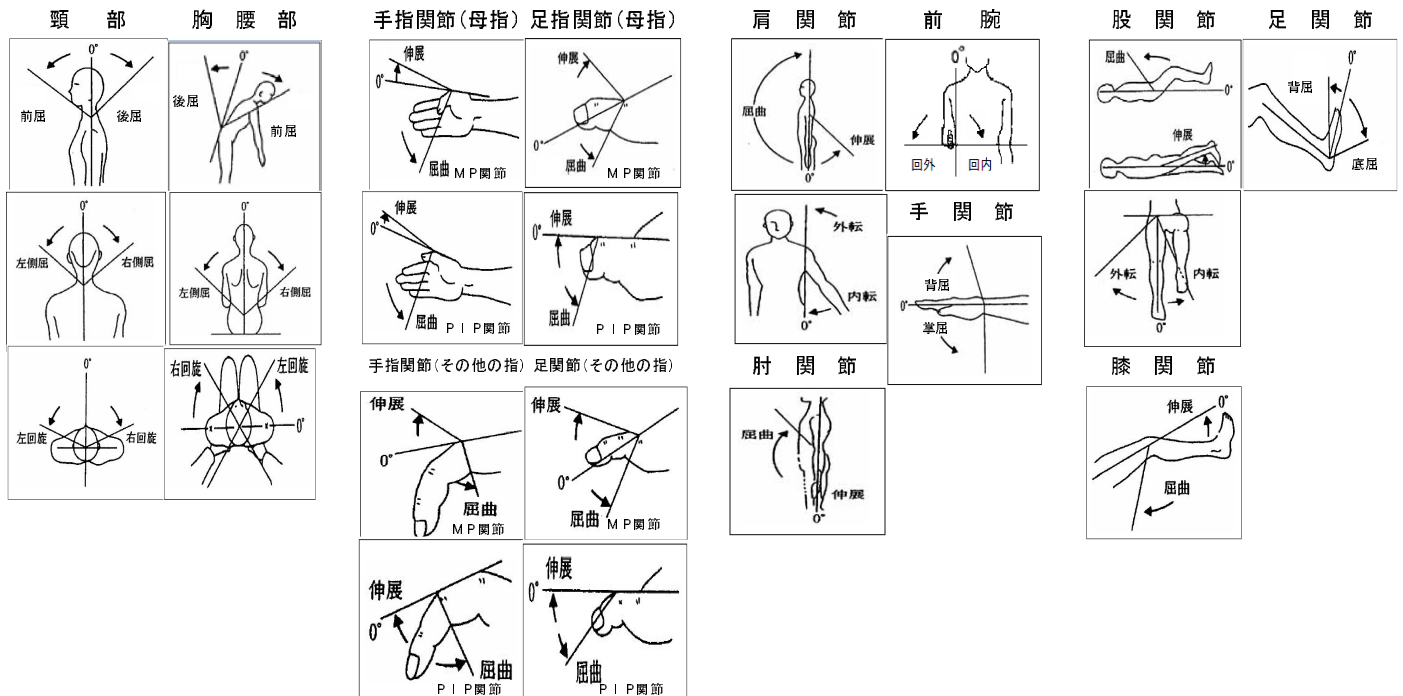 頸　部
0°
前屈
後屈
0°
左側屈
右側屈
0°
左回旋
右回旋
胸　腰　部
0°
後屈
前屈
0°
左側屈
右側屈
右回旋
左回旋
0°
手指関節(母指)
伸展
0°
屈曲
ＭＰ関節
伸展
0°
屈曲
ＰＩＰ関節
手指関節(その他の指)
伸展
0°
屈曲
ＭＰ関節
伸展
0°
屈曲
ＰＩＰ関節
足指関節(母指)
伸展
0°
屈曲
ＭＰ関節
伸展
0°
屈曲
ＰＩＰ関節
足関節(その他の指)
伸展
0°
屈曲
ＭＰ関節
伸展
0°
屈曲
ＰＩＰ関節
肩　関　節
屈曲
伸展
0°
外転
内転
0°
肘　関　節
屈曲
伸展
0°
前　腕
0°
回外
回内
手　関　節
背屈
0°
掌屈
股　関　節
屈曲
0°
伸展
0°
外転
内転
0°
膝　関　節
伸展
0°
屈曲
足　関　節
0°
背屈
底屈